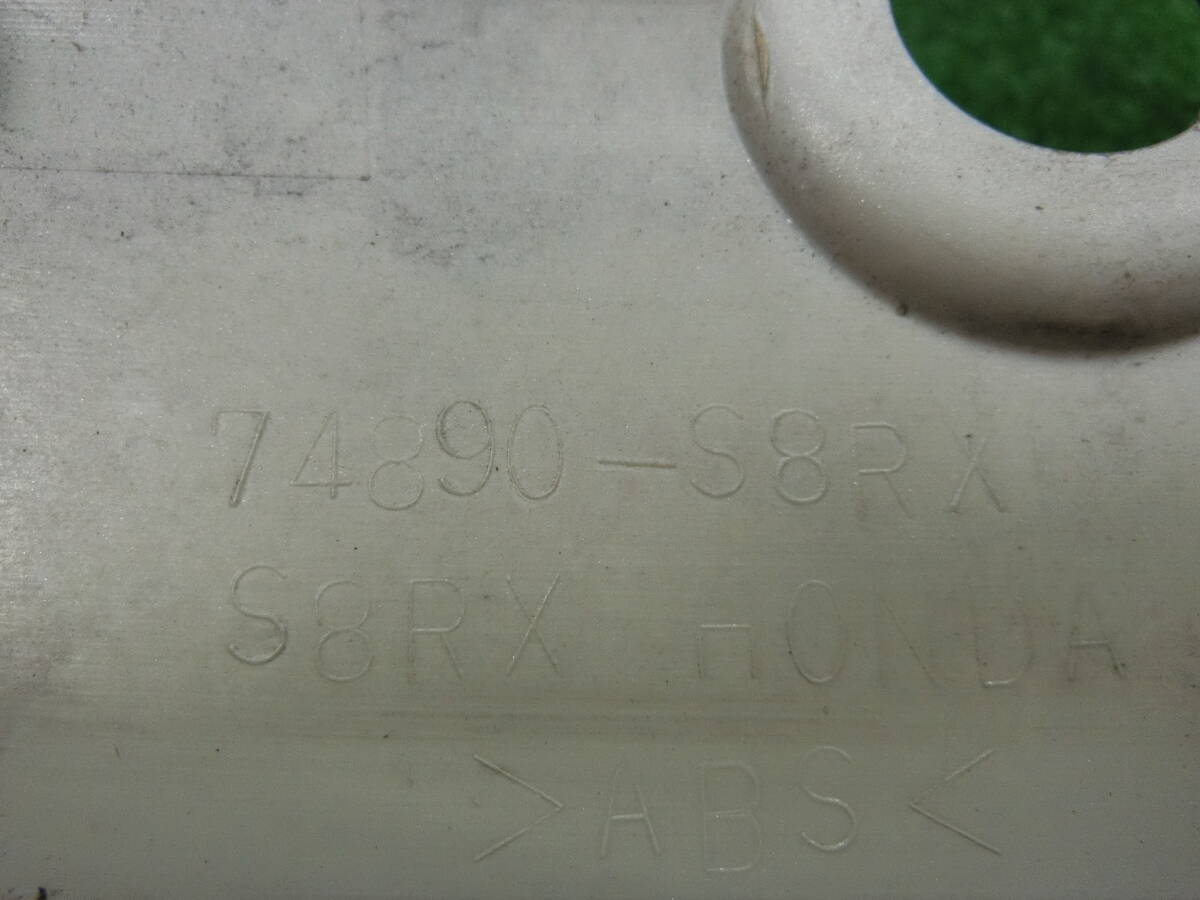 74890-S8RX
S8RX HONDA
>ABS<